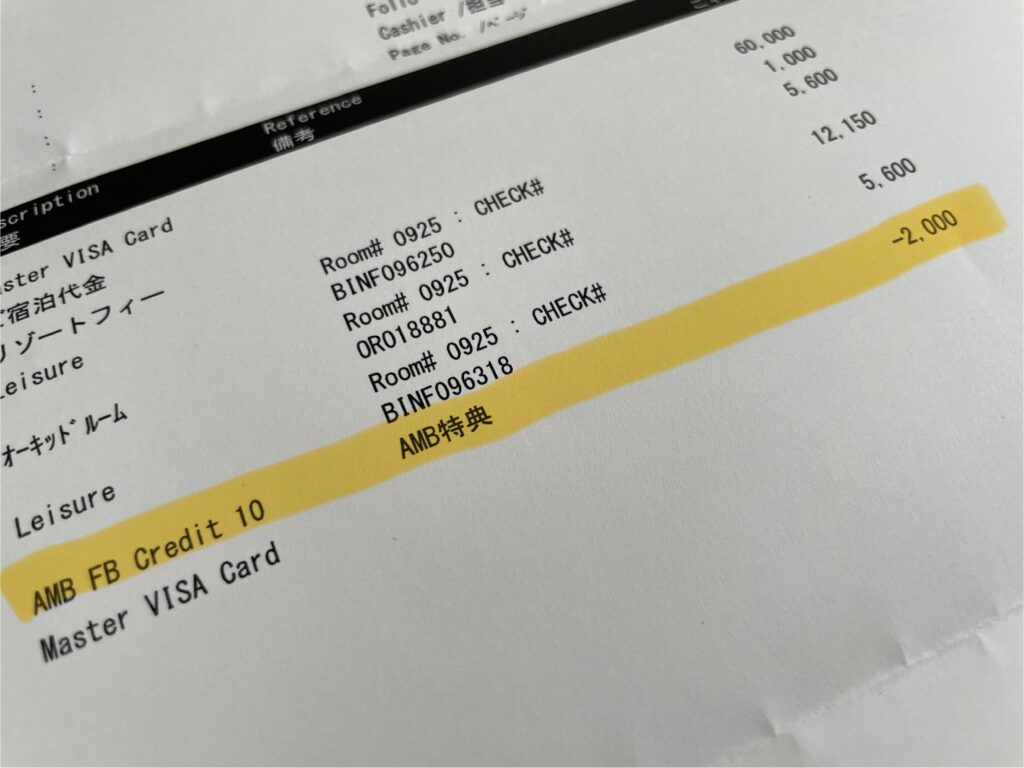 Cashier /担当
Page No. /ページ
Reference
備考
Master VISA Card
ご宿泊代金 60,000
リゾートフィー 1,000
Leisure Room# 0925 : CHECK# 5,600
BINF096250
オーキッドルーム Room# 0925 : CHECK# 12,150
OR018881
Leisure Room# 0925 : CHECK# 5,600
BINF096318
AMB FB Credit 10 AMB特典 -2,000
Master VISA Card